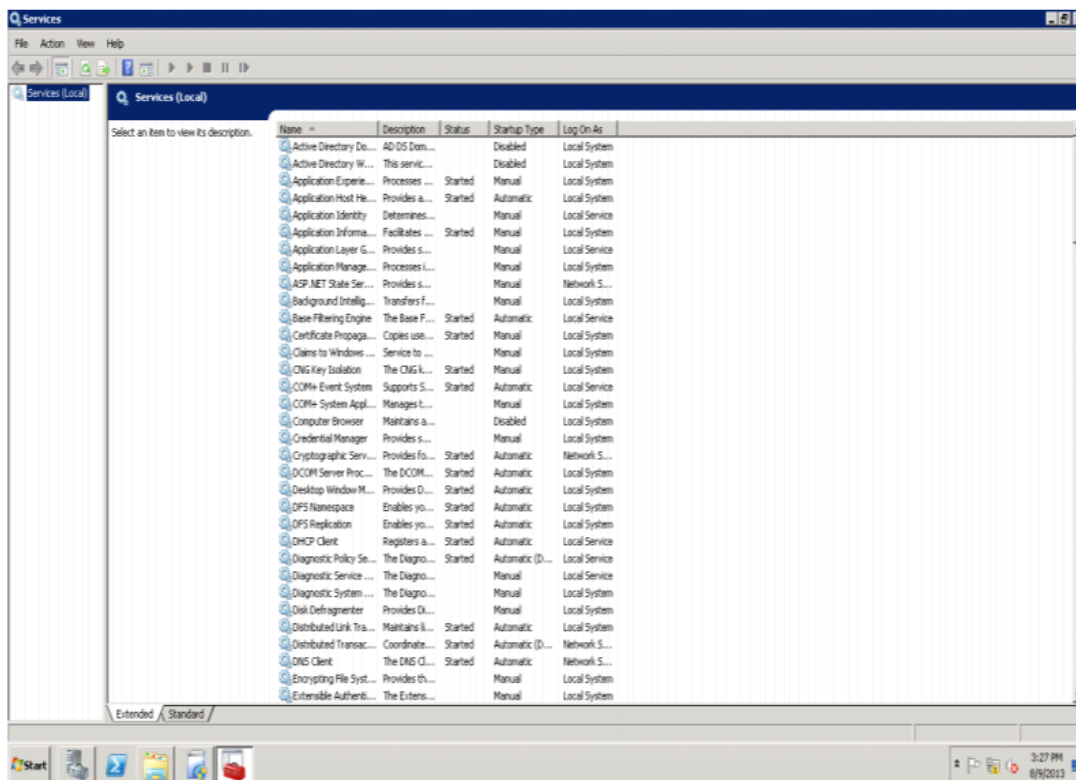 Services
File Action View Help
Services (Local)
Services (Local)
Select an item to view its description.
Name Description Status Startup Type Log On As
Active Directory Do... AD DS Dom... Disabled Local System
Active Directory W... This servic... Disabled Local System
Application Experie... Processes ... Started Manual Local System
Application Host He... Provides a... Started Automatic Local System
Application Identity Determines... Manual Local Service
Application Informa... Facilitates ... Started Manual Local System
Application Layer G... Provides s... Manual Local Service
Application Manage... Processes i... Manual Local System
ASP.NET State Ser... Provides s... Manual Network S...
Background Intellig... Transfers f... Manual Local System
Base Filtering Engine The Base F... Started Automatic Local Service
Certificate Propaga... Copies use... Started Manual Local System
Claims to Windows ... Service to ... Manual Local System
CNG Key Isolation The CNG k... Started Manual Local System
COM+ Event System Supports S... Started Automatic Local Service
COM+ System Appl... Manages t... Manual Local System
Computer Browser Maintains a... Disabled Local System
Credential Manager Provides s... Manual Local System
Cryptographic Serv... Provides fo... Started Automatic Network S...
DCOM Server Proc... The DCOM... Started Automatic Local System
Desktop Window M... Provides D... Started Automatic Local System
DFS Namespace Enables yo... Started Automatic Local System
DFS Replication Enables yo... Started Automatic Local System
DHCP Client Registers a... Started Automatic Local Service
Diagnostic Policy Se... The Diagno... Started Automatic (D... Local Service
Diagnostic Service ... The Diagno... Manual Local Service
Diagnostic System ... The Diagno... Manual Local System
Disk Defragmenter Provides Di... Manual Local System
Distributed Link Tra... Maintains li... Started Automatic Local System
Distributed Transac... Coordinate... Started Automatic (D... Network S...
DNS Client The DNS Cl... Started Automatic Network S...
Encrypting File Syst... Provides th... Manual Local System
Extensible Authenti... The Extens... Manual Local System
Extended Standard
Start
3:27 PM
8/9/2013